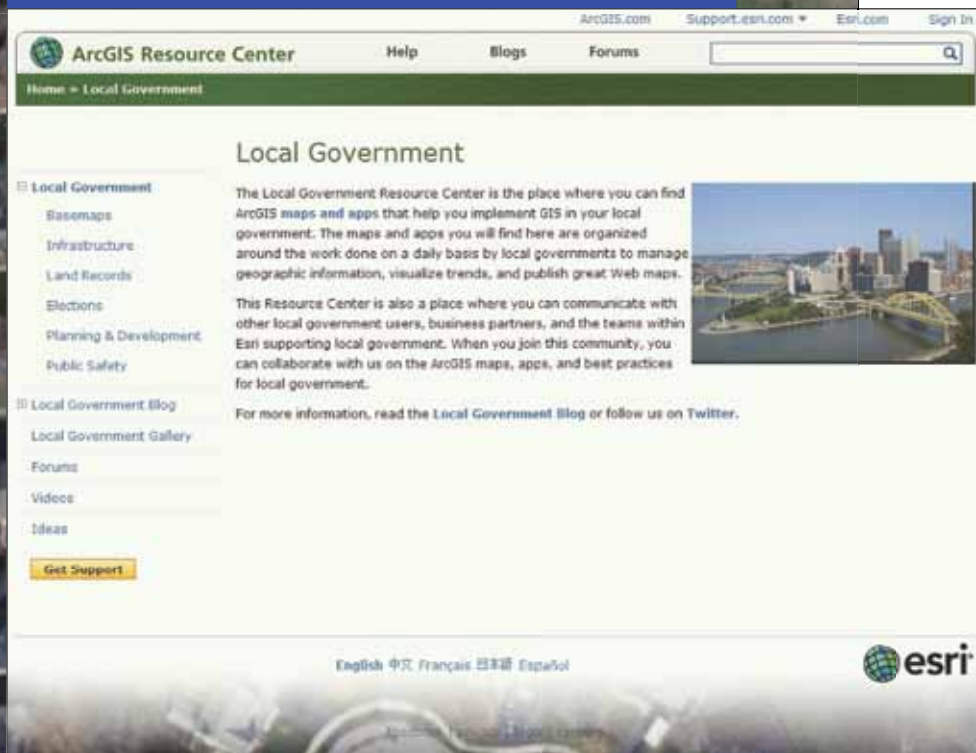 ArcGIS.com Support.esri.com Esri.com Sign In
ArcGIS Resource Center Help Blogs Forums
Home » Local Government
Local Government
Local Government
Basemaps
Infrastructure
Land Records
Elections
Planning & Development
Public Safety
Local Government Blog
Local Government Gallery
Forums
Videos
Ideas
Get Support
The Local Government Resource Center is the place where you can find
ArcGIS maps and apps that help you implement GIS in your local
government. The maps and apps you will find here are organized
around the work done on a daily basis by local governments to manage
geographic information, visualize trends, and publish great Web maps.
This Resource Center is also a place where you can communicate with
other local government users, business partners, and the teams within
Esri supporting local government. When you join this community, you
can collaborate with us on the ArcGIS maps, apps, and best practices
for local government.
For more information, read the Local Government Blog or follow us on Twitter.
English 中文 Français 日本語 Español
esri